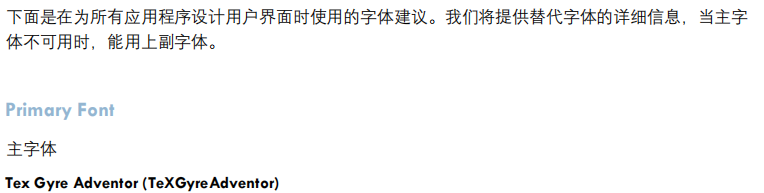 下面是在为所有应用程序设计用户界面时使用的字体建议。我们将提供替代字体的详细信息，当主字
体不可用时，能用上副字体。
Primary Font
主字体
Tex Gyre Adventor (TeXGyreAdventor)